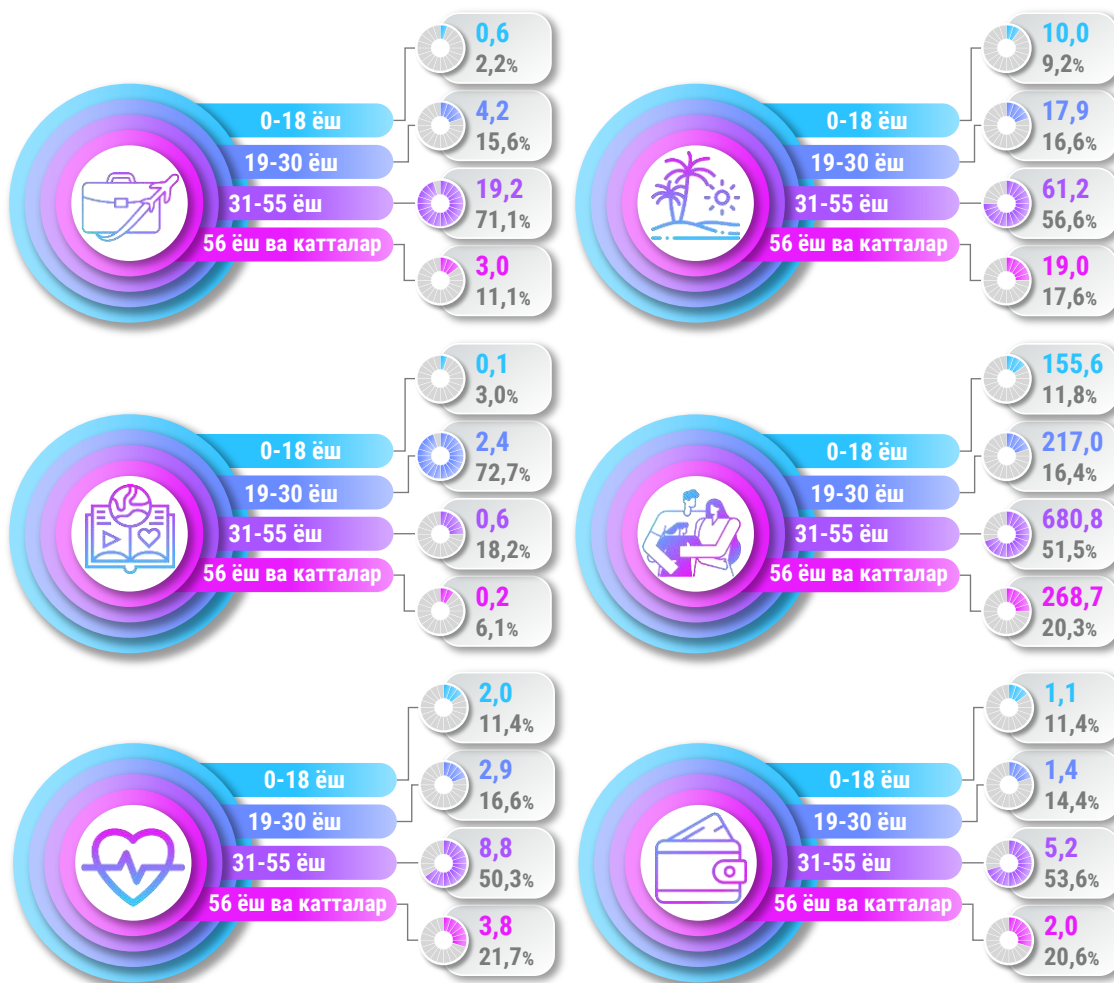 0-18 ёш
19-30 ёш
31-55 ёш
56 ёш ва катталар
0,6
2,2%
4,2
15,6%
19,2
71,1%
3,0
11,1%
0-18 ёш
19-30 ёш
31-55 ёш
56 ёш ва катталар
10,0
9,2%
17,9
16,6%
61,2
56,6%
19,0
17,6%
0-18 ёш
19-30 ёш
31-55 ёш
56 ёш ва катталар
0,1
3,0%
2,4
72,7%
0,6
18,2%
0,2
6,1%
0-18 ёш
19-30 ёш
31-55 ёш
56 ёш ва катталар
155,6
11,8%
217,0
16,4%
680,8
51,5%
268,7
20,3%
0-18 ёш
19-30 ёш
31-55 ёш
56 ёш ва катталар
2,0
11,4%
2,9
16,6%
8,8
50,3%
3,8
21,7%
0-18 ёш
19-30 ёш
31-55 ёш
56 ёш ва катталар
1,1
11,4%
1,4
14,4%
5,2
53,6%
2,0
20,6%